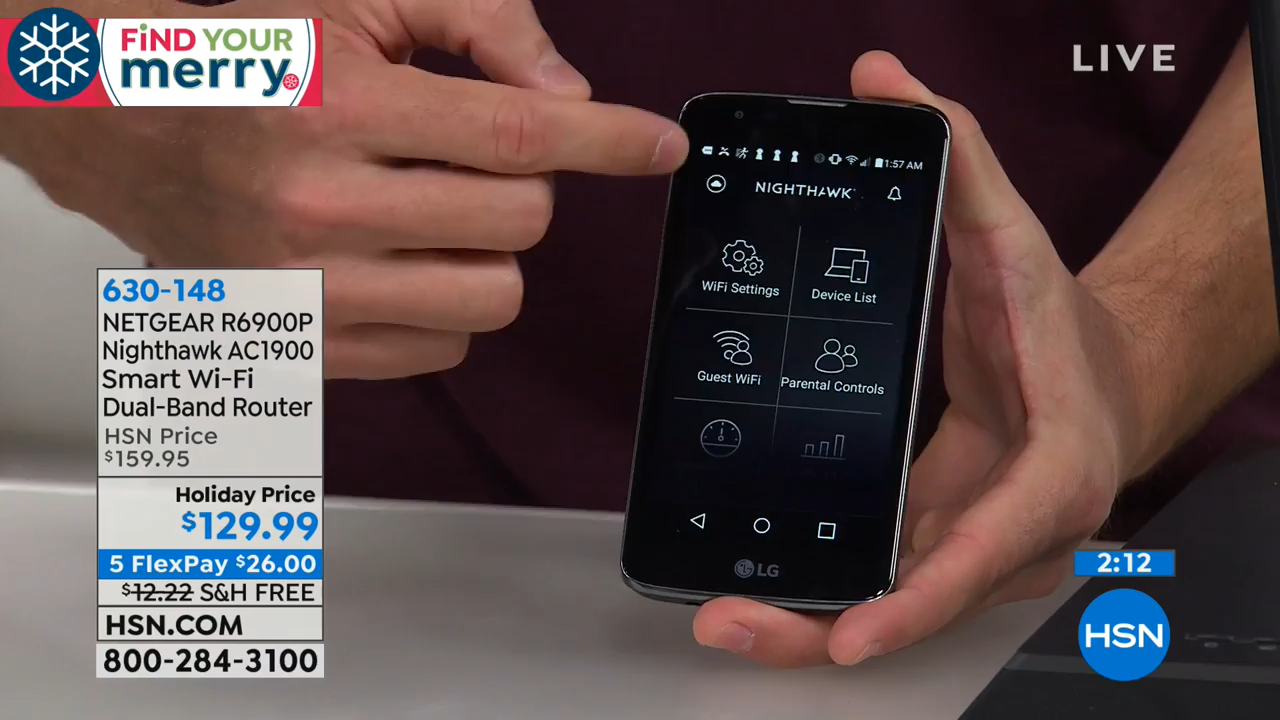 FiND YOUR
merry
LIVE
1:57 AM
NIGHTHAWK
WiFi Settings
Device List
Guest WiFi
Parental Controls
LG
630-148
NETGEAR R6900P
Nighthawk AC1900
Smart Wi-Fi
Dual-Band Router
HSN Price
$159.95
Holiday Price
$129.99
5 FlexPay $26.00
$12.22 S&H FREE
HSN.COM
800-284-3100
2:12
HSN